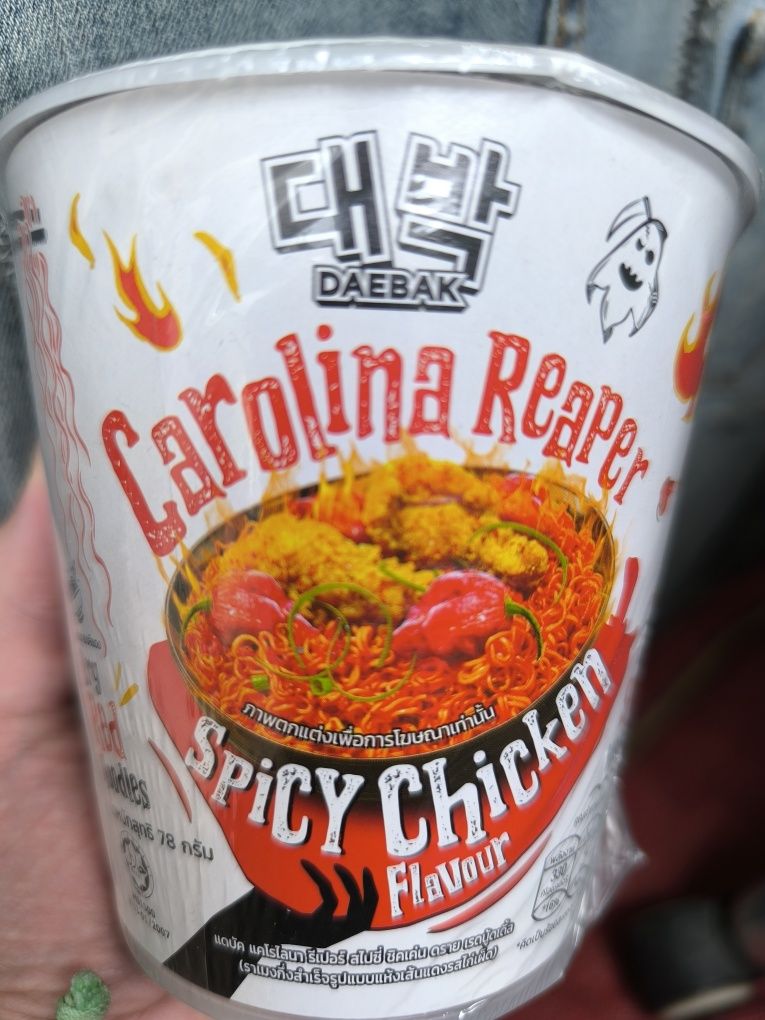 대박
DAEBAK
Carolina Reaper
ภาพตกแต่งเพื่อการโฆษณาเท่านั้น
SPiCY Chicken
Flavour
78 กรัม
330
แดบัค แคโรไลนา รีเปอร์ สไปซี่ ชิคเค่น ดราย เรดนู้ดเดิ้ล
(ราเมงกึ่งสำเร็จรูปแบบแห้งเส้นแดงรสไก่เผ็ด)